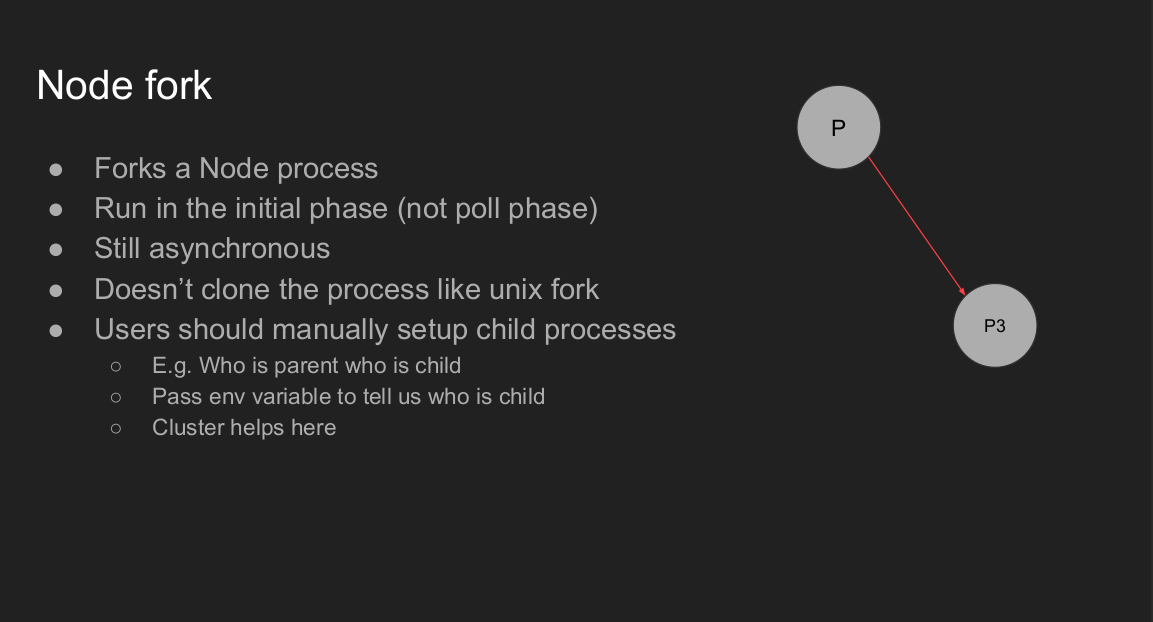 Node fork
● Forks a Node process
● Run in the initial phase (not poll phase)
● Still asynchronous
● Doesn’t clone the process like unix fork
● Users should manually setup child processes
○ E.g. Who is parent who is child
○ Pass env variable to tell us who is child
○ Cluster helps here
P
P3